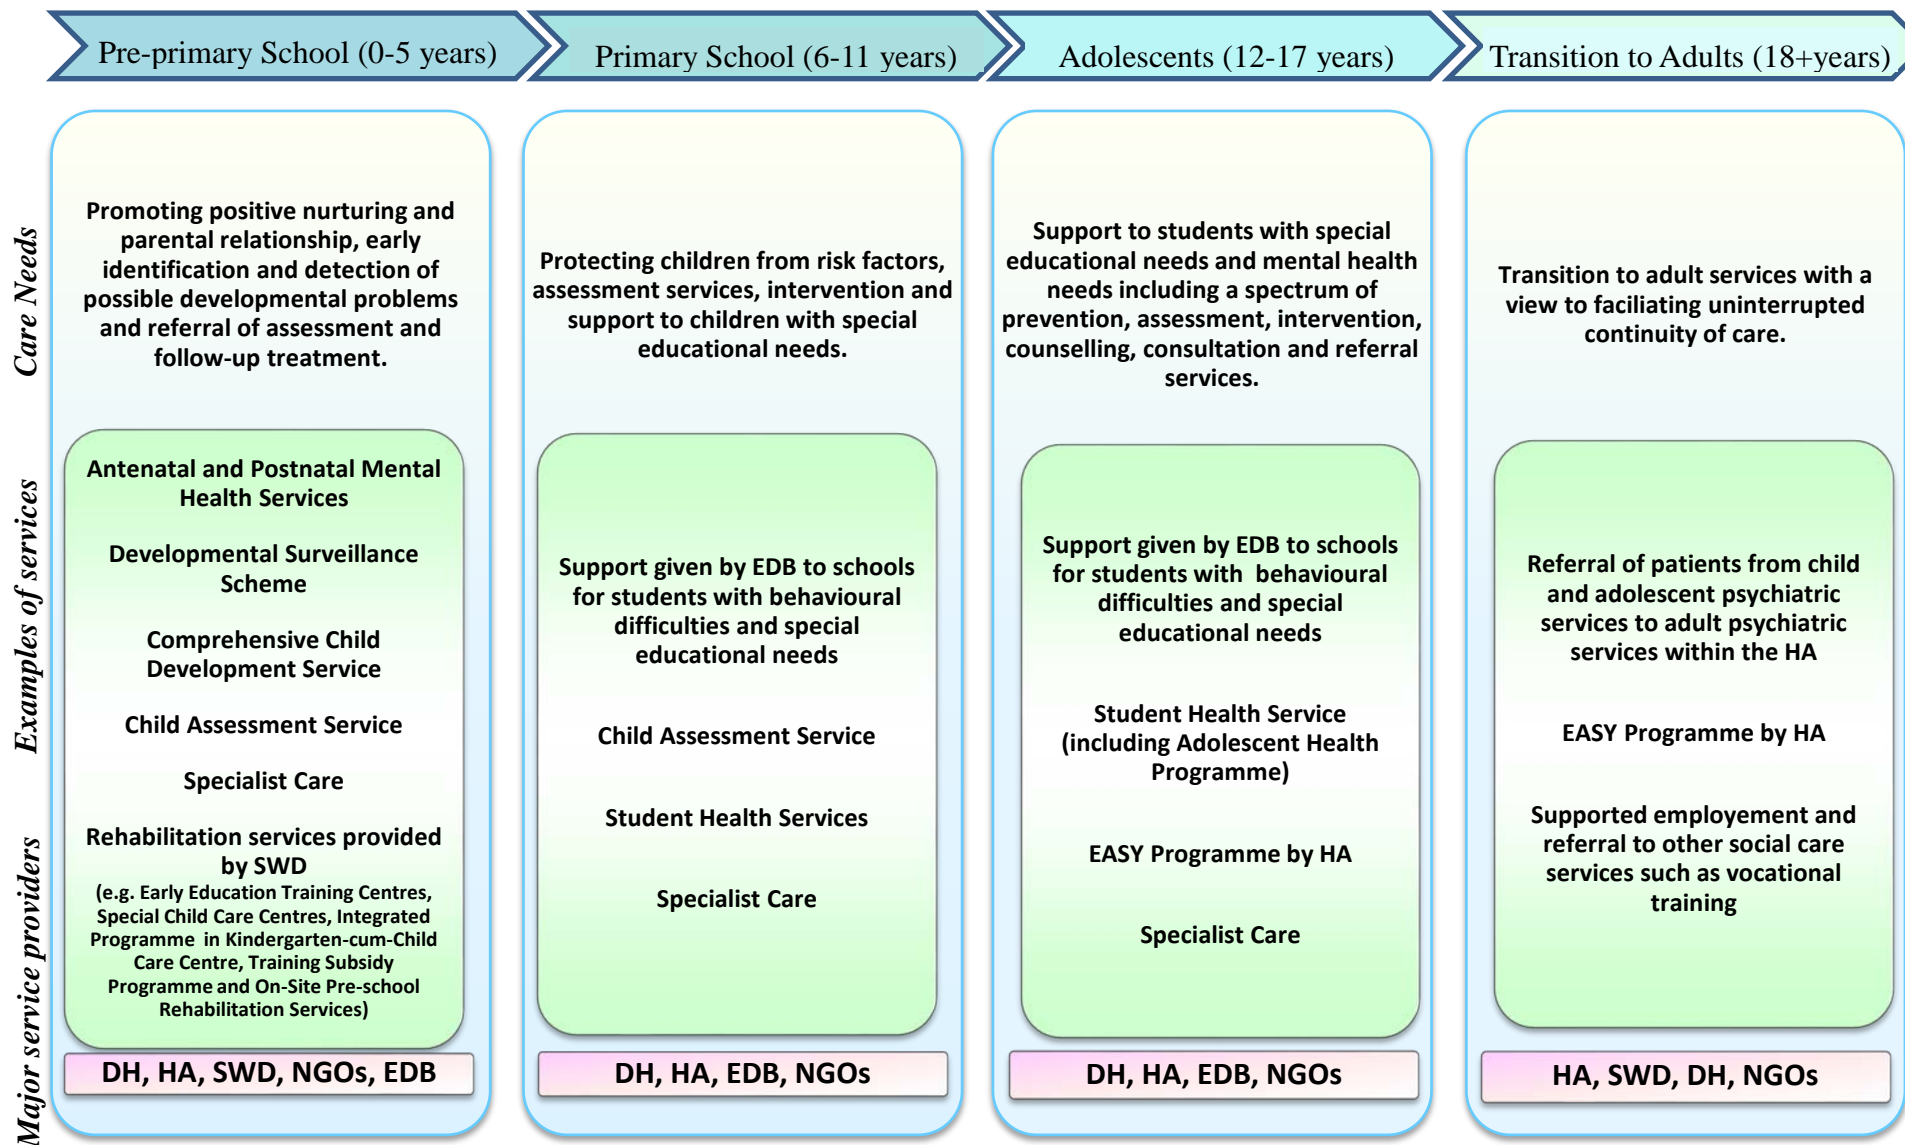 Pre-primary School (0-5 years)
Primary School (6-11 years)
Adolescents (12-17 years)
Transition to Adults (18+years)
Care Needs
Promoting positive nurturing and
parental relationship, early
identification and detection of
possible developmental problems
and referral of assessment and
follow-up treatment.
Protecting children from risk factors,
assessment services, intervention and
support to children with special
educational needs.
Support to students with special
educational needs and mental health
needs including a spectrum of
prevention, assessment, intervention,
counselling, consultation and referral
services.
Transition to adult services with a
view to faciliating uninterrupted
continuity of care.
Examples of services
Antenatal and Postnatal Mental
Health Services
Developmental Surveillance
Scheme
Comprehensive Child
Development Service
Child Assessment Service
Specialist Care
Rehabilitation services provided
by SWD
(e.g. Early Education Training Centres,
Special Child Care Centres, Integrated
Programme in Kindergarten-cum-Child
Care Centre, Training Subsidy
Programme and On-Site Pre-school
Rehabilitation Services)
Support given by EDB to schools
for students with behavioural
difficulties and special
educational needs
Child Assessment Service
Student Health Services
Specialist Care
Support given by EDB to schools
for students with behavioural
difficulties and special
educational needs
Student Health Service
(including Adolescent Health
Programme)
EASY Programme by HA
Specialist Care
Referral of patients from child
and adolescent psychiatric
services to adult psychiatric
services within the HA
EASY Programme by HA
Supported employement and
referral to other social care
services such as vocational
training
Major service providers
DH, HA, SWD, NGOs, EDB
DH, HA, EDB, NGOs
DH, HA, EDB, NGOs
HA, SWD, DH, NGOs